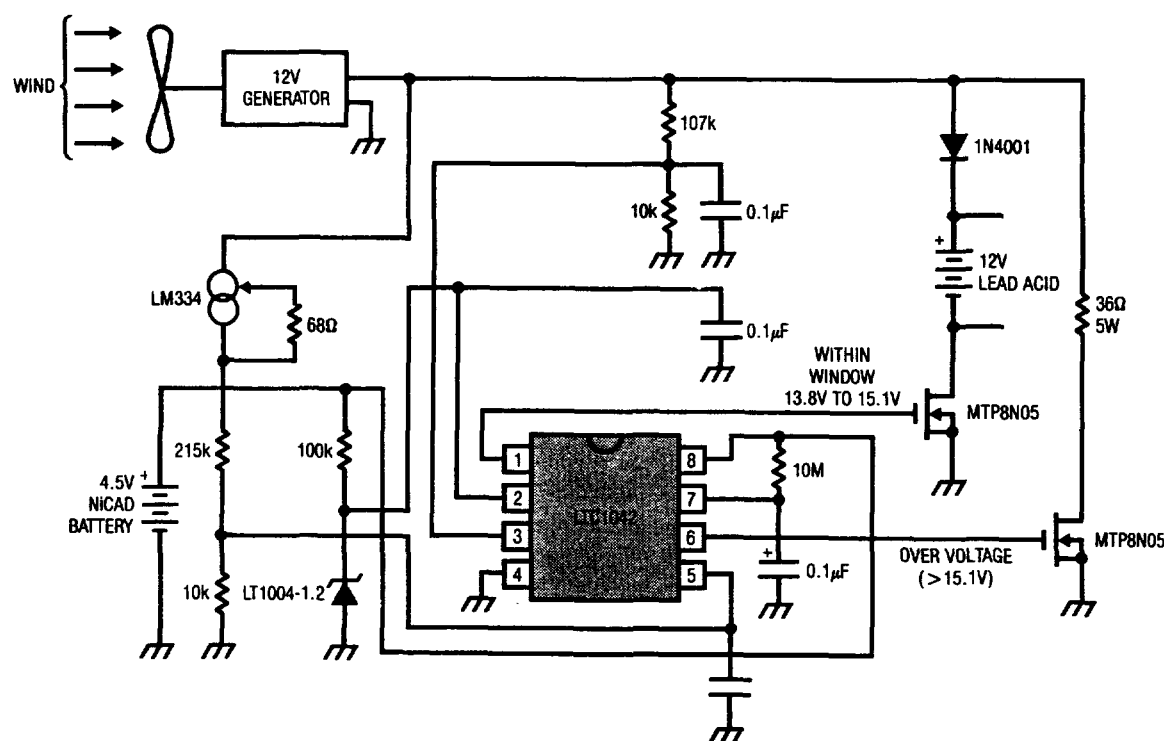 WIND
12V
GENERATOR
107k
1N4001
10k
0.1µF
+
12V
LEAD ACID
LM334
68Ω
36Ω
5W
0.1µF
WITHIN
WINDOW
13.8V TO 15.1V
MTP8N05
215k
100k
1
8
10M
4.5V
NiCAD
BATTERY
+
2
7
LTC1042
3
6
MTP8N05
OVER VOLTAGE
(>15.1V)
10k
LT1004-1.2
4
5
+
0.1µF